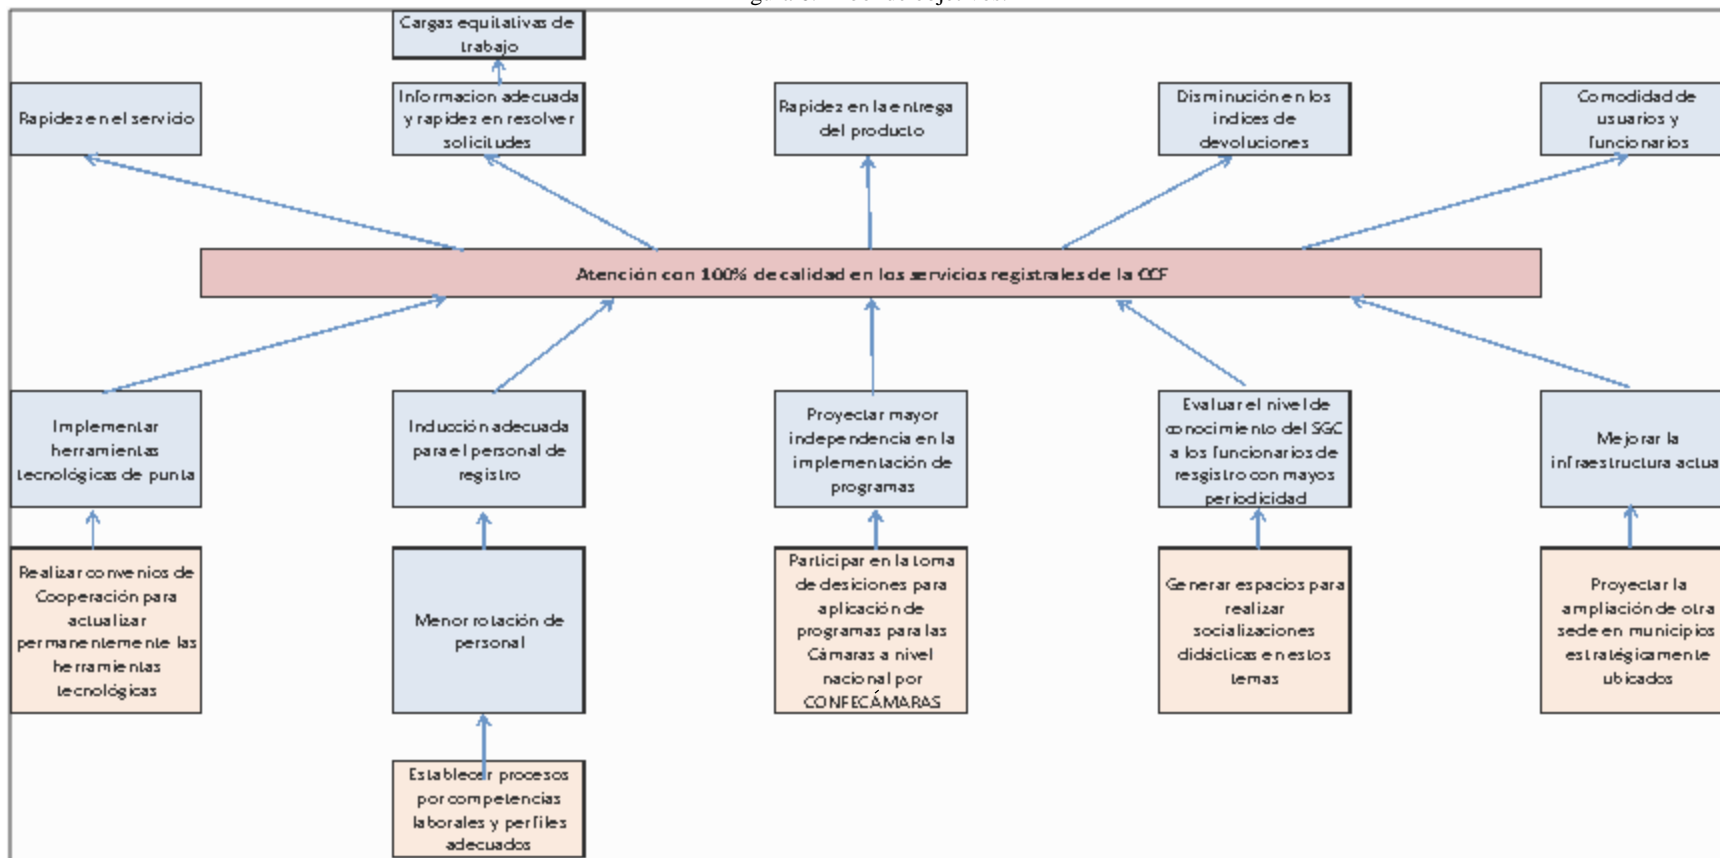 Cargas equitativas de
trabajo
Rapidez en el servicio
Informacion adecuada
y rapidez en resolver
solicitudes
Rapidez en la entrega
del producto
Disminución en los
indices de
devoluciones
Comodidad de
usuarios y
funcionarios
Atención con 100% de calidad en los servicios registrales de la CCF
Implementar
herramientas
tecnológicas de punta
Inducción adecuada
para el personal de
registro
Proyectar mayor
independencia en la
implementación de
programas
Evaluar el nivel de
conocimiento del SGC
a los funcionarios de
resgistro con mayos
periodicidad
Mejorar la
infraestructura actua
Realizar convenios de
Cooperación para
actualizar
permanentemente las
herramientas
tecnológicas
Menor rotación de
personal
Participar en la toma
de desiciones para
aplicación de
programas para las
Cámaras a nivel
nacional por
CONFECÁMARAS
Generar espacios para
realizar
socializaciones
didácticas en estos
temas
Proyectar la
ampliación de otra
sede en municipios
estratégicamente
ubicados
Establecer procesos
por competencias
laborales y perfiles
adecuados